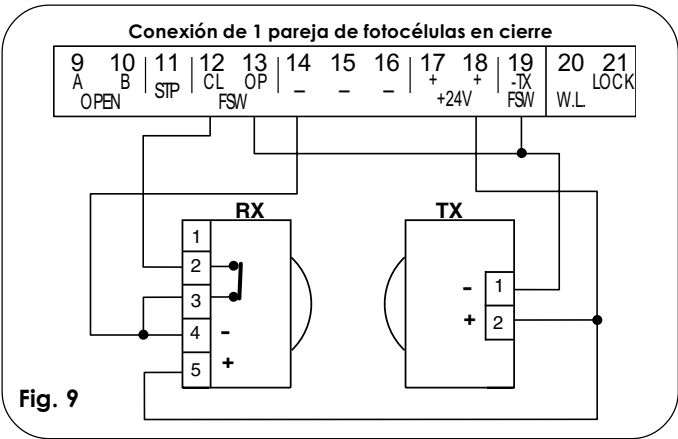 Conexión de 1 pareja de fotocélulas en cierre
9 10 11 12 13 14 15 16 17 18 19 20 21
A B STP CL OP - - - + + -TX LOCK
OPEN FSW +24V FSW W.L.
RX TX
1
2
3
4 -
5 +
- 1
+ 2
Fig. 9